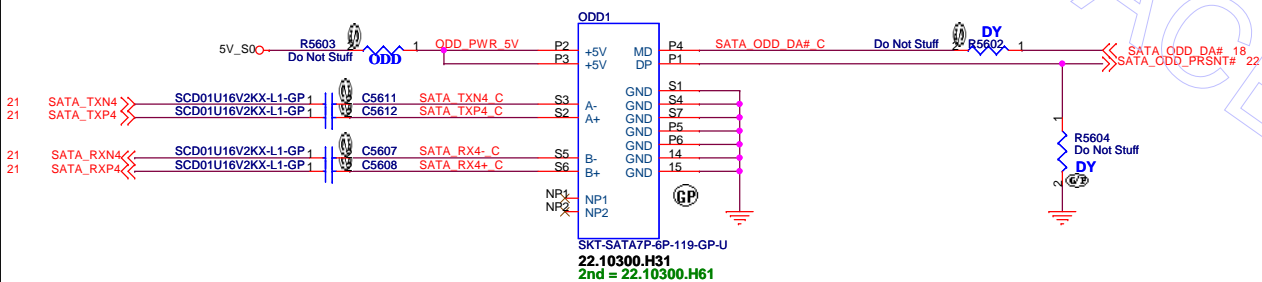 ODD1
5V_S0
R5603
2
1
Do Not Stuff
ODD
ODD_PWR_5V
P2
P3
+5V
+5V
MD
DP
P4
P1
SATA_ODD_DA#_C
Do Not Stuff
DY
2
R5602
1
SATA_ODD_DA# 18
SATA_ODD_PRSNT# 22
21 SATA_TXN4
SCD01U16V2KX-L1-GP 1
C5611
SATA_TXN4_C
S3
A-
21 SATA_TXP4
SCD01U16V2KX-L1-GP 1
C5612
SATA_TXP4_C
S2
A+
21 SATA_RXN4
SCD01U16V2KX-L1-GP 1
C5607
SATA_RX4-_C
S5
B-
21 SATA_RXP4
SCD01U16V2KX-L1-GP 1
C5608
SATA_RX4+_C
S6
B+
GND S1
GND S4
GND S7
GND P5
GND P6
GND 14
GND 15
NP1
NP2
NP1
NP2
GP
1
R5604
Do Not Stuff
DY
2
G/P
SKT-SATA7P-6P-119-GP-U
22.10300.H31
2nd = 22.10300.H61